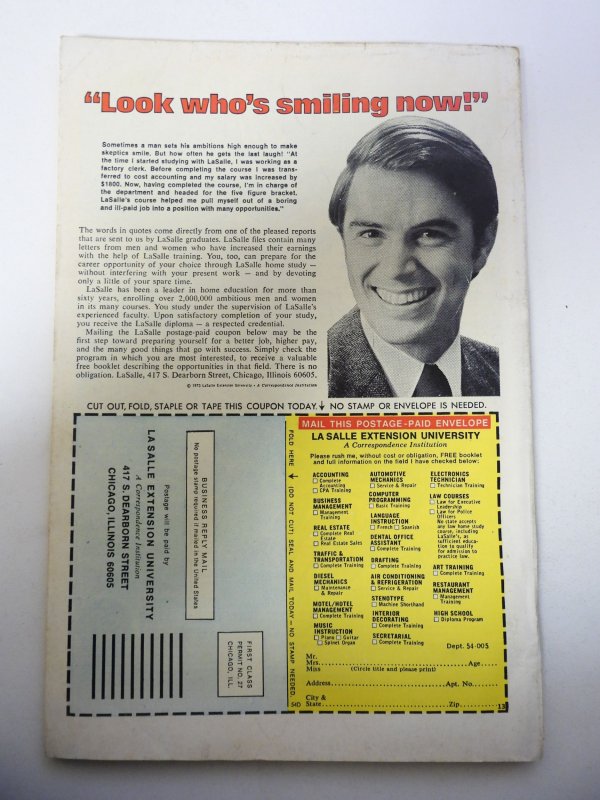 "Look who's smiling now!"
Sometimes a man sets his ambitions high enough to make
skeptics smile. But how often he gets the last laugh! "At
the time I started studying with LaSalle, I was working as a
factory clerk. Before completing the course I was trans-
ferred to cost accounting and my salary was increased by
$1800. Now, having completed the course, I'm in charge of
the department and headed for the five figure bracket.
LaSalle's course helped me pull myself out of a boring
and ill-paid job into a position with many opportunities."
The words in quotes come directly from one of the pleased reports
that are sent to us by LaSalle graduates. LaSalle files contain many
letters from men and women who have increased their earnings
with the help of LaSalle training. You, too, can prepare for the
career opportunity of your choice through LaSalle home study —
without interfering with your present work — and by devoting
only a little of your spare time.
LaSalle has been a leader in home education for more than
sixty years, enrolling over 2,000,000 ambitious men and women
in its many courses. You study under the supervision of LaSalle's
experienced faculty. Upon satisfactory completion of your study,
you receive the LaSalle diploma — a respected credential.
Mailing the LaSalle postage-paid coupon below may be the
first step toward preparing yourself for a better job, higher pay,
and the many good things that go with success. Simply check the
program in which you are most interested, to receive a valuable
free booklet describing the opportunities in that field. There is no
obligation. LaSalle, 417 S. Dearborn Street, Chicago, Illinois 60605.
© 1975 LaSalle Extension University • A Correspondence Institution
CUT OUT, FOLD, STAPLE OR TAPE THIS COUPON TODAY. NO STAMP OR ENVELOPE IS NEEDED.
BUSINESS REPLY MAIL
No postage stamp required if mailed in the United States
Postage will be paid by
LA SALLE EXTENSION UNIVERSITY
A Correspondence Institution
417 S. DEARBORN STREET
CHICAGO, ILLINOIS 60605
FIRST CLASS
PERMIT NO. 27
CHICAGO, ILL.
FOLD HERE (DO NOT CUT) SEAL AND MAIL TODAY — NO STAMP NEEDED.
54D
MAIL THIS POSTAGE-PAID ENVELOPE
LA SALLE EXTENSION UNIVERSITY
A Correspondence Institution
Please rush me, without cost or obligation, FREE booklet
and full information on the field I have checked below:
ACCOUNTING
Complete
Accounting
CPA Training
BUSINESS
MANAGEMENT
Management
Training
REAL ESTATE
Complete Real
Estate
Real Estate Sales
TRAFFIC &
TRANSPORTATION
Complete Training
DIESEL
MECHANICS
Maintenance
& Repair
MOTEL/HOTEL
MANAGEMENT
Complete Training
MUSIC
INSTRUCTION
Piano Guitar
Spinet Organ
AUTOMOTIVE
MECHANICS
Service & Repair
COMPUTER
PROGRAMMING
Basic Training
LANGUAGE
INSTRUCTION
French Spanish
DENTAL OFFICE
ASSISTANT
Complete Training
DRAFTING
Complete Training
AIR CONDITIONING
& REFRIGERATION
Service & Repair
STENOTYPE
Machine Shorthand
INTERIOR
DECORATING
Complete Training
SECRETARIAL
Complete Training
ELECTRONICS
TECHNICIAN
Technician Training
LAW COURSES
Law for Executive
Leadership
Law for Police
Officers
No state accepts
any law home study
course, including
LaSalle's, as
sufficient educa-
tion to qualify
for admission to
practice law.
ART TRAINING
Complete Training
RESTAURANT
MANAGEMENT
Management
Training
HIGH SCHOOL
Diploma Program
Dept. 54-005
Mr.
Mrs. Age
Miss (Circle title and please print)
Address Apt. No.
City &
State Zip 13